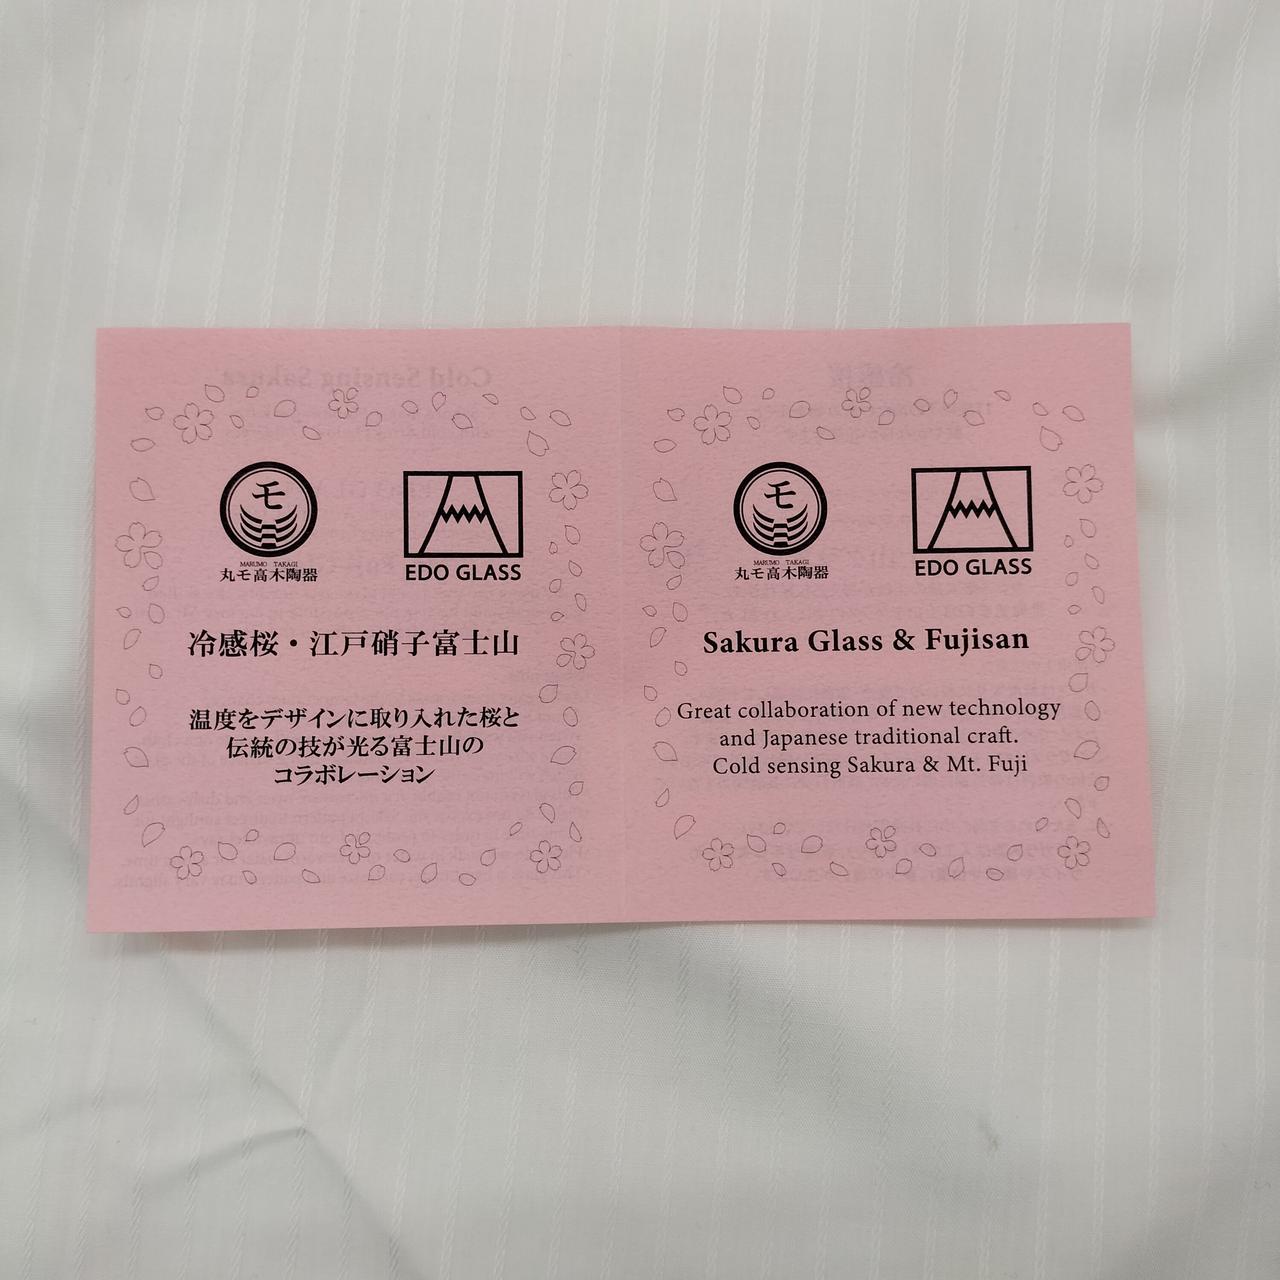 モ
MARUMO TAKAGI
丸モ高木陶器
EDO GLASS
冷感桜・江戸硝子富士山
温度をデザインに取り入れた桜と
伝統の技が光る富士山の
コラボレーション
モ
MARUMO TAKAGI
丸モ高木陶器
EDO GLASS
Sakura Glass & Fujisan
Great collaboration of new technology
and Japanese traditional craft.
Cold sensing Sakura & Mt. Fuji